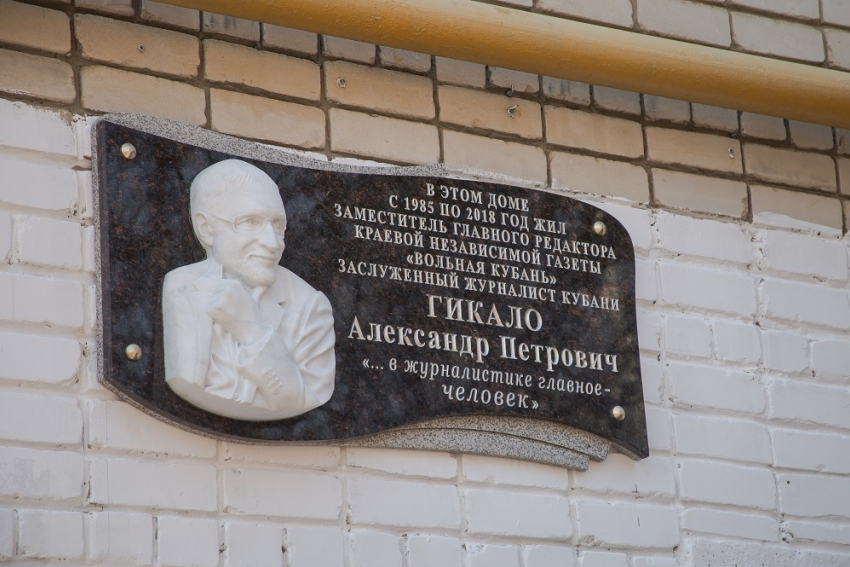 В ЭТОМ ДОМЕ
С 1985 ПО 2018 ГОД ЖИЛ
ЗАМЕСТИТЕЛЬ ГЛАВНОГО РЕДАКТОРА
КРАЕВОЙ НЕЗАВИСИМОЙ ГАЗЕТЫ
«ВОЛЬНАЯ КУБАНЬ»
ЗАСЛУЖЕННЫЙ ЖУРНАЛИСТ КУБАНИ
ГИКАЛО
Александр Петрович
«... в журналистике главное-
человек»